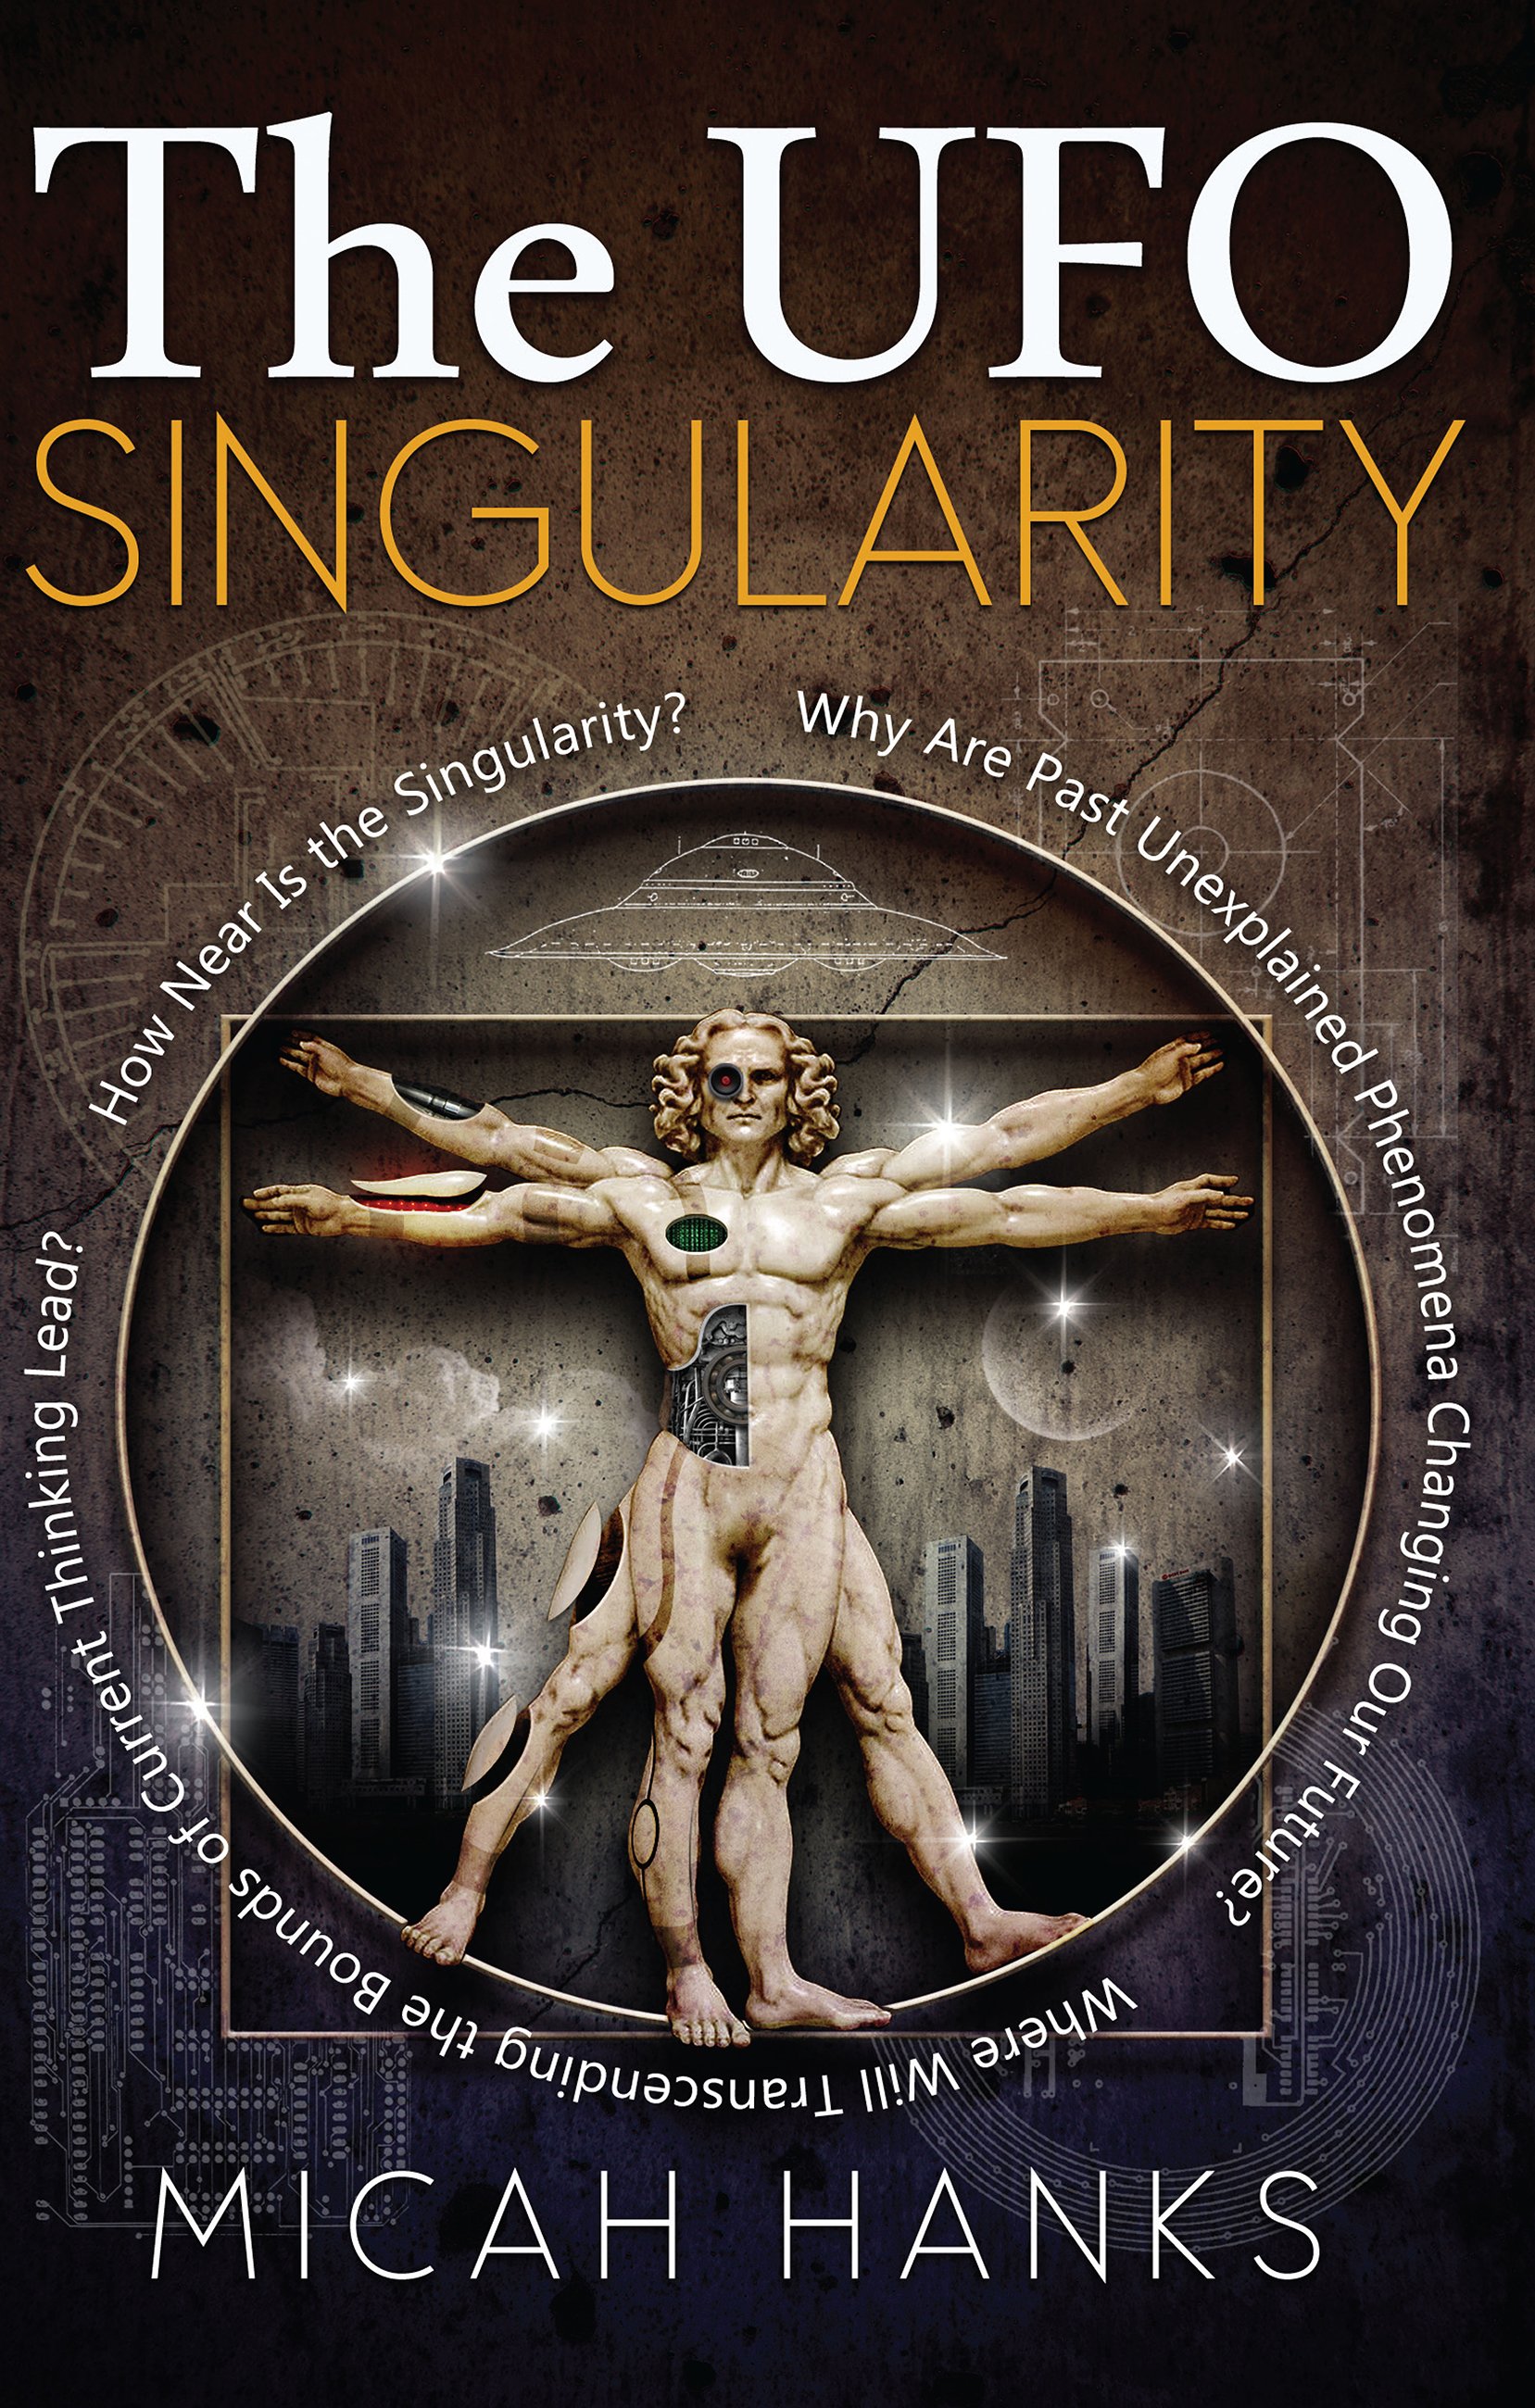 The UFO
SINGULARITY
How Near Is the Singularity?
Why Are Past Unexplained Phenomena Changing Our Future?
Where Will Transcending the Bounds of Current Thinking Lead?
MICAH HANKS